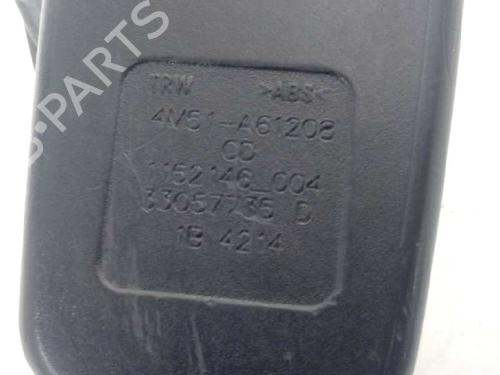 B-PARTS
TRW >ABS<
4M51-A61208
CD
1152146_004
33057735 D
1B 4214